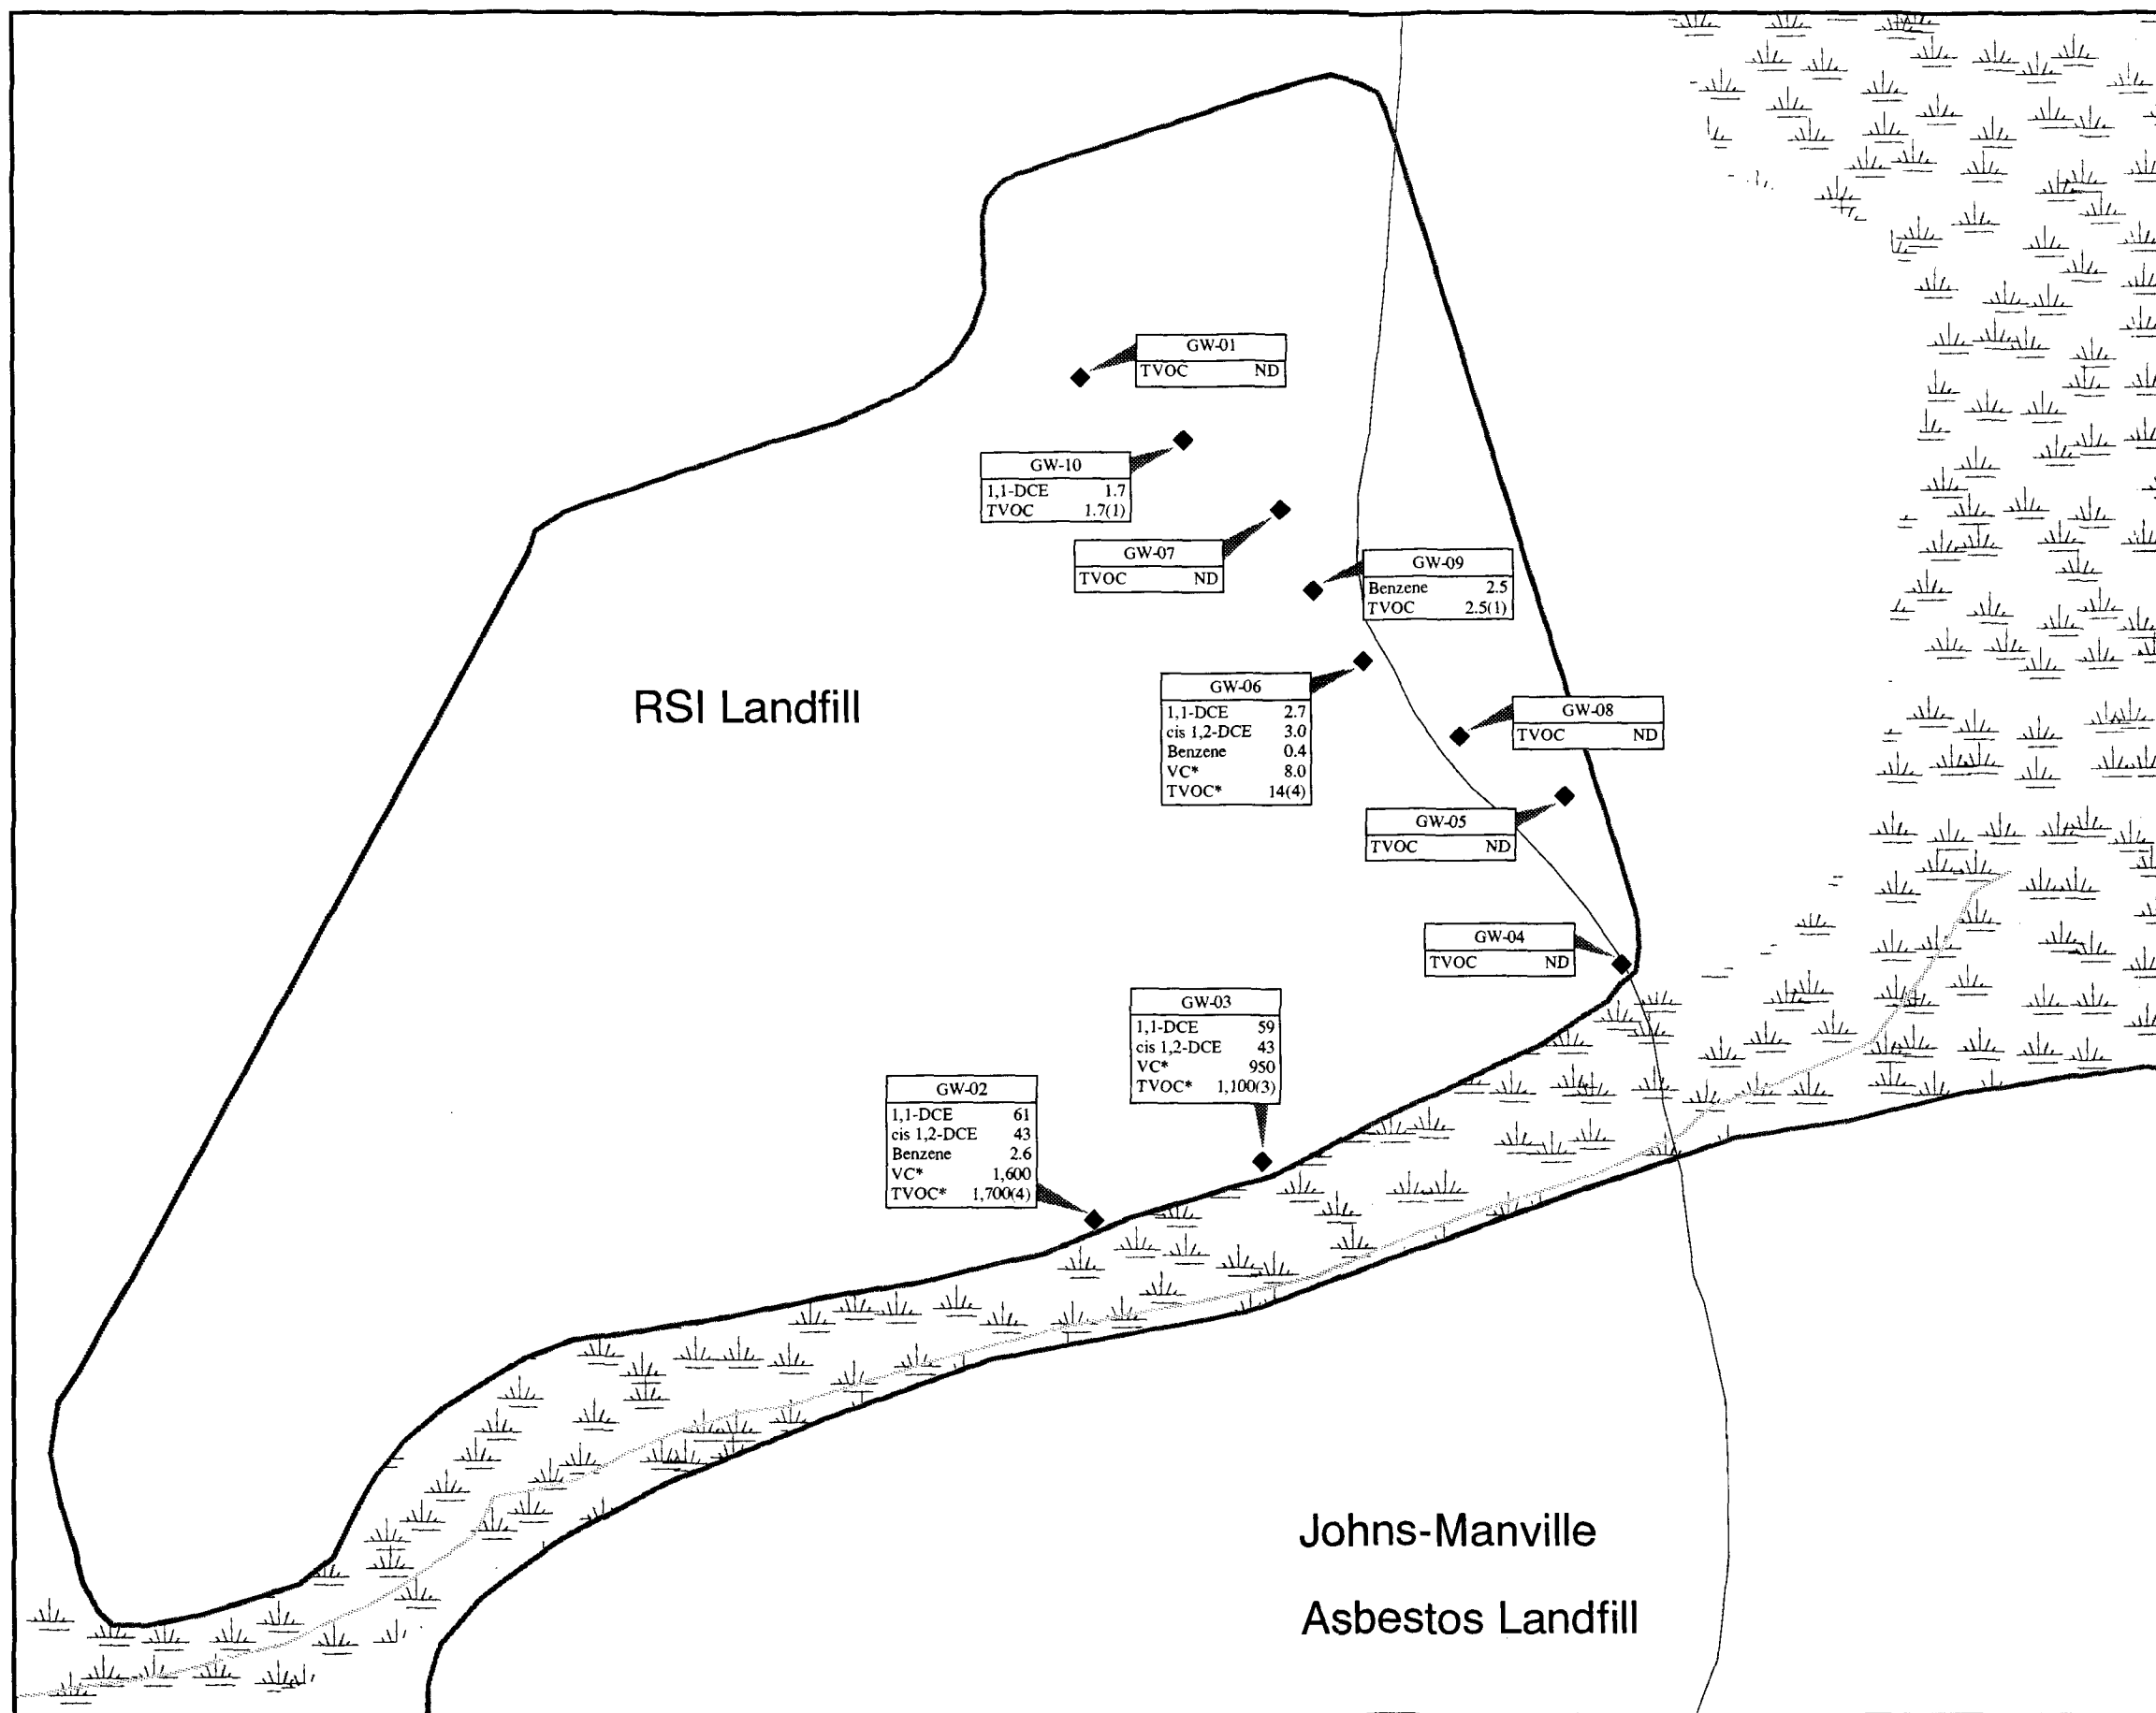 GW-01
TVOC ND
GW-10
1,1-DCE 1.7
TVOC 1.7(1)
GW-07
TVOC ND
GW-09
Benzene 2.5
TVOC 2.5(1)
RSI Landfill
GW-06
1,1-DCE 2.7
cis 1,2-DCE 3.0
Benzene 0.4
VC* 8.0
TVOC* 14(4)
GW-08
TVOC ND
GW-05
TVOC ND
GW-04
TVOC ND
GW-03
1,1-DCE 59
cis 1,2-DCE 43
VC* 950
TVOC* 1,100(3)
GW-02
1,1-DCE 61
cis 1,2-DCE 43
Benzene 2.6
VC* 1,600
TVOC* 1,700(4)
Johns-Manville
Asbestos Landfill